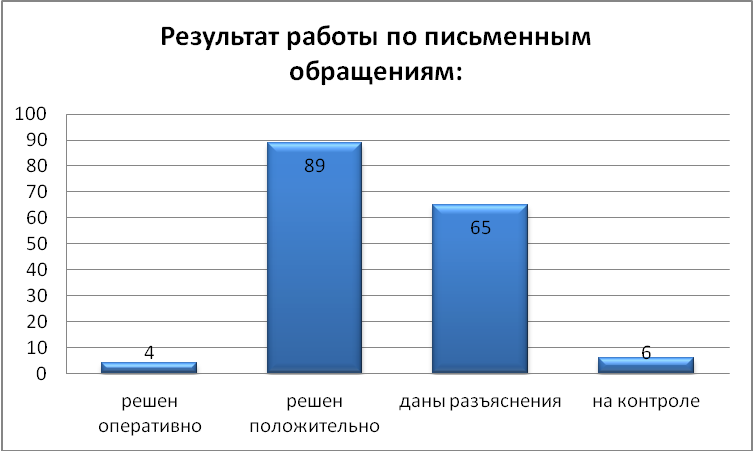 Результат работы по письменным
обращениям:
100
90
80
70
60
50
40
30
20
10
0
4
89
65
6
решен
оперативно
решен
положительно
даны разъяснения
на контроле